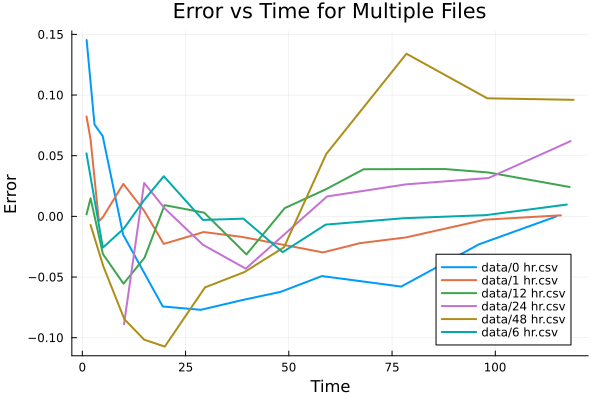 Error vs Time for Multiple Files
Error
0.15
0.10
0.05
0.00
−0.05
−0.10
0
25
50
75
100
Time
data/0 hr.csv
data/1 hr.csv
data/12 hr.csv
data/24 hr.csv
data/48 hr.csv
data/6 hr.csv